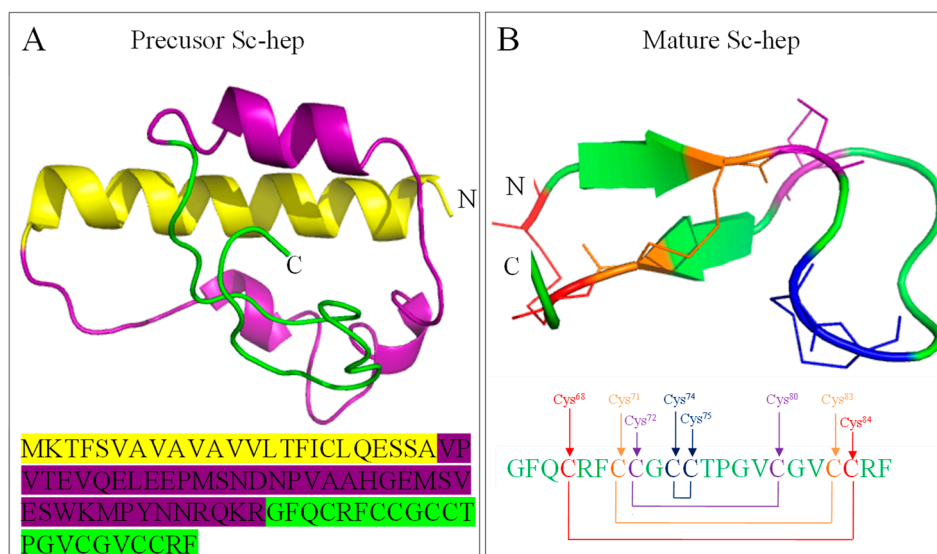 A
Precusor Sc-hep
N
C
MKTFSVAVAVAVVLTFICLQESSAVP
VTEVQELEEPMSNDNPVAAHGEMSV
ESWKMPYNNRQKRGFQCRFCCGCCT
PGVCGVCCRF
B
Mature Sc-hep
N
C
Cys68 Cys71 Cys74 Cys80 Cys83
Cys72 Cys75 Cys84
GFQCRFCCGCCTPGVCGVCCRF